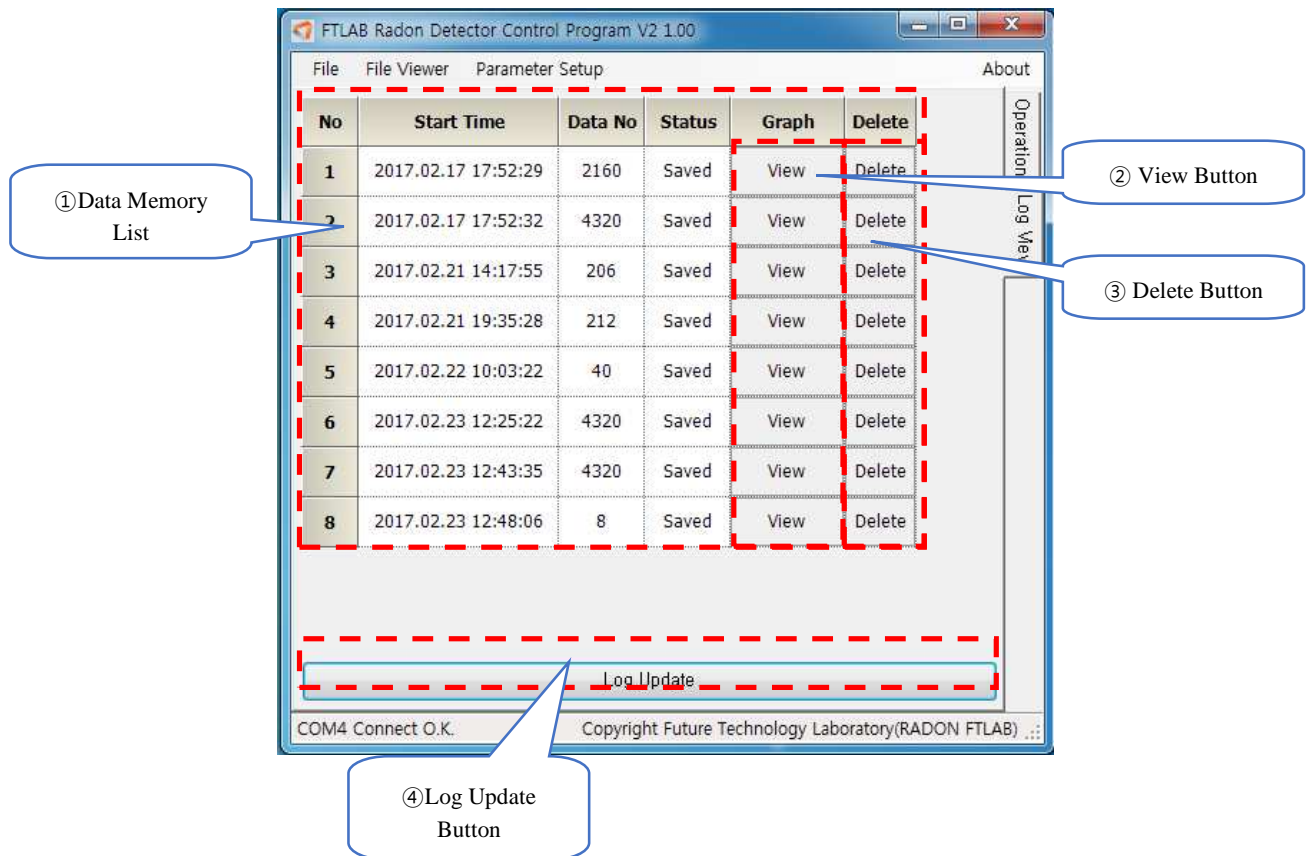 FTLAB Radon Detector Control Program V2 1.00
File File Viewer Parameter Setup About
No Start Time Data No Status Graph Delete
1 2017.02.17 17:52:29 2160 Saved View Delete
2 2017.02.17 17:52:32 4320 Saved View Delete
3 2017.02.21 14:17:55 206 Saved View Delete
4 2017.02.21 19:35:28 212 Saved View Delete
5 2017.02.22 10:03:22 40 Saved View Delete
6 2017.02.23 12:25:22 4320 Saved View Delete
7 2017.02.23 12:43:35 4320 Saved View Delete
8 2017.02.23 12:48:06 8 Saved View Delete
Operation
Log View
①Data Memory
List
② View Button
③ Delete Button
Log Update
COM4 Connect O.K. Copyright Future Technology Laboratory(RADON FTLAB)
④Log Update
Button